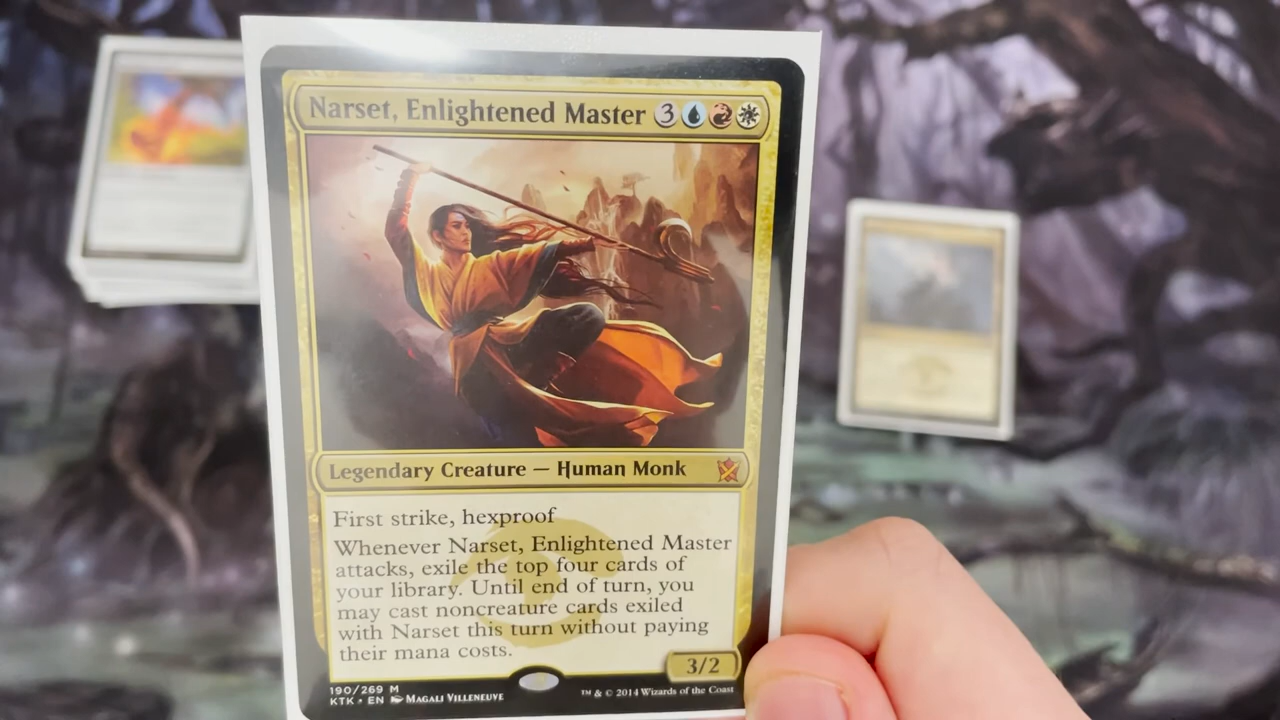 Narset, Enlightened Master 3
Legendary Creature — Human Monk
First strike, hexproof
Whenever Narset, Enlightened Master
attacks, exile the top four cards of
your library. Until end of turn, you
may cast noncreature cards exiled
with Narset this turn without paying
their mana costs.
3/2
190/269 M
KTK • EN Magali Villeneuve
™ & © 2014 Wizards of the Coast